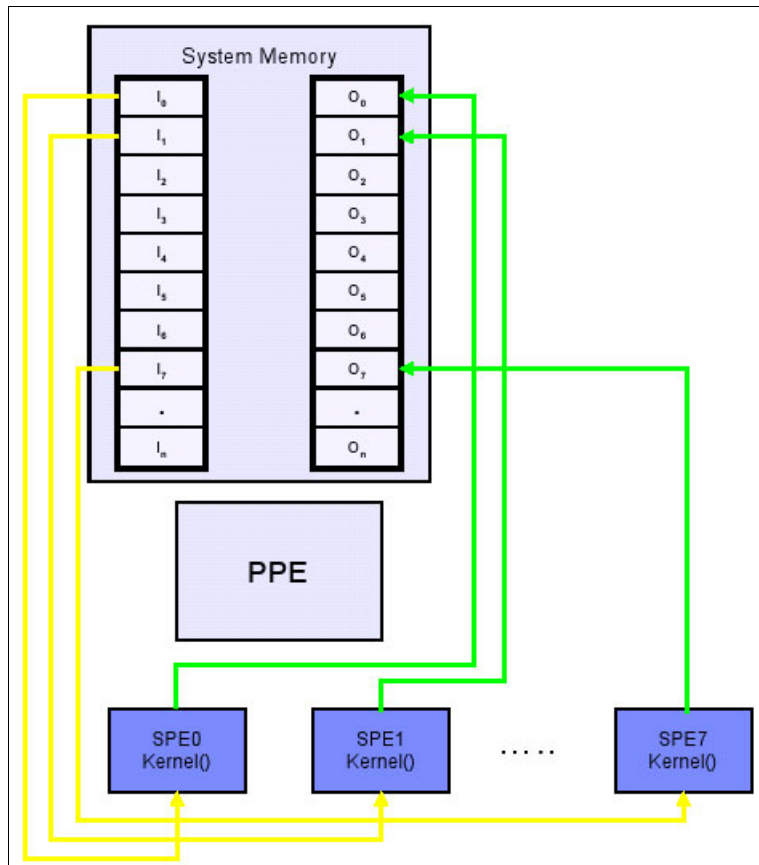 System Memory
I₀ O₀
I₁ O₁
I₂ O₂
I₃ O₃
I₄ O₄
I₅ O₅
I₆ O₆
I₇ O₇
. .
Iₙ Oₙ
PPE
SPE0 SPE1 SPE7
Kernel() Kernel() ..... Kernel()